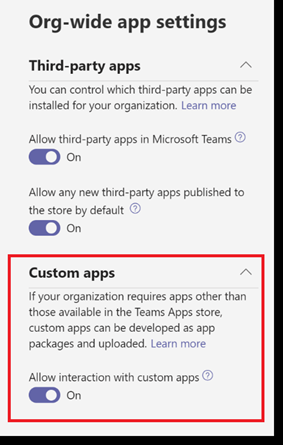 Org-wide app settings
Third-party apps
You can control which third-party apps can be
installed for your organization. Learn more
Allow third-party apps in Microsoft Teams
On
Allow any new third-party apps published to
the store by default
On
Custom apps
If your organization requires apps other than
those available in the Teams Apps store,
custom apps can be developed as app
packages and uploaded. Learn more
Allow interaction with custom apps
On